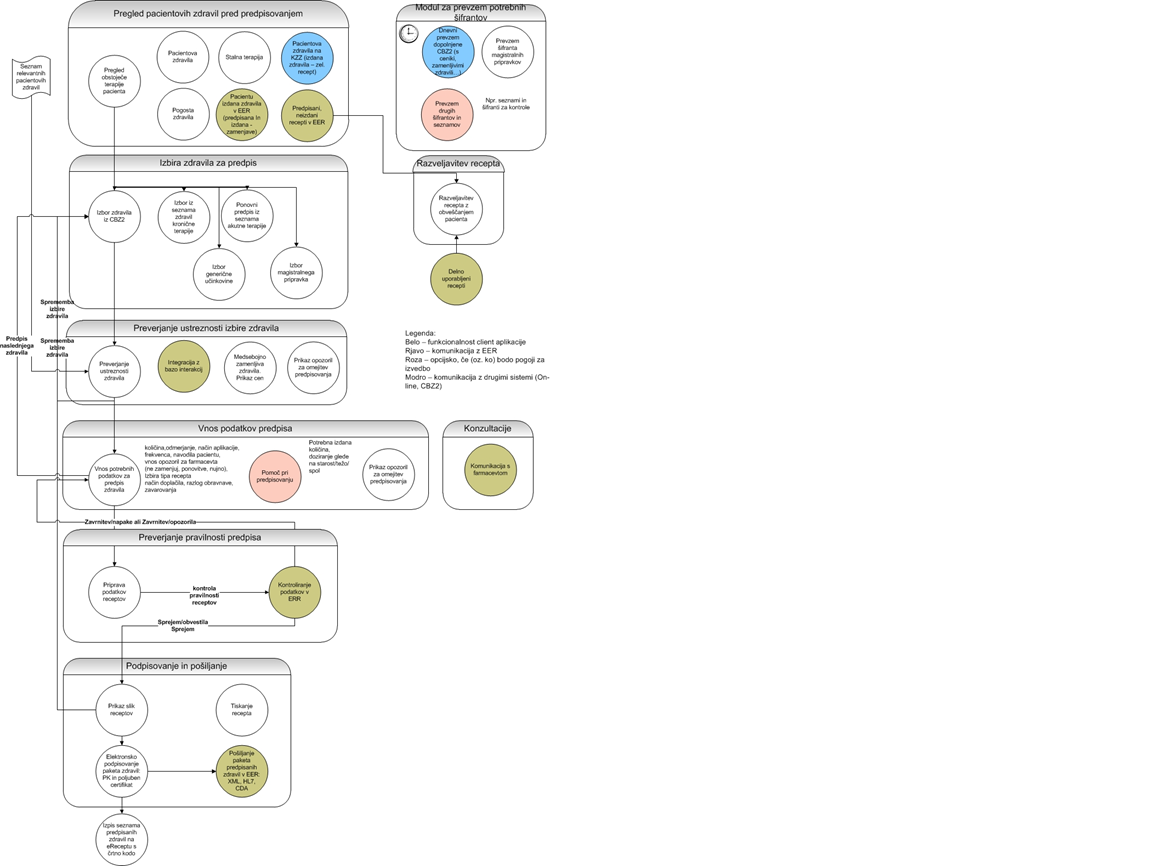 Pregled pacientovih zdravil pred predpisovanjem
Seznam
relevantnih
pacientovih
zdravil
Pregled
obstoječe
terapije
pacienta
Pacientova
zdravila
Stalna terapija
Pacientova
zdravila na
KZZ (izdana
zdravila – zel.
recept)
Pogosta
zdravila
Pacientu
izdana zdravila
v EER
(predpisana in
izdana -
zamenjave)
Predpisani,
neizdani
recepti v EER
Modul za prevzem potrebnih
šifrantov
Dnevni
prevzem
dopolnjene
CBZ2 (s
ceniki,
zamenljivimi
zdravili...)
Prevzem
šifranta
magistralnih
pripravkov
Prevzem
drugih
šifrantov in
seznamov
Npr. seznami in
šifranti za kontrole
Izbira zdravila za predpis
Izbor zdravila
iz CBZ2
Izbor iz
seznama
zdravil
kronične
terapije
Ponovni
predpis iz
seznama
akutne terapije
Izbor
generične
učinkovine
Izbor
magistralnega
pripravka
Razveljavitev recepta
Razveljavitev
recepta z
obveščanjem
pacienta
Delno
uporabljeni
recepti
Sprememba
izbire
zdravila
Predpis
naslednjega
zdravila
Sprememba
izbire
zdravila
Preverjanje ustreznosti izbire zdravila
Preverjanje
ustreznosti
zdravila
Integracija z
bazo interakcij
Medsebojno
zamenljiva
zdravila.
Prikaz cen
Prikaz opozoril
za omejitev
predpisovanja
Legenda:
Belo – funkcionalnost client aplikacije
Rjavo – komunikacija z EER
Roza – opcijsko, če (oz. ko) bodo pogoji za
izvedbo
Modro – komunikacija z drugimi sistemi (On-
line, CBZ2)
Vnos podatkov predpisa
Vnos potrebnih
podatkov za
predpis
zdravila
količina,odmerjanje, način aplikacije,
frekvenca, navodila pacientu,
vnos opozoril za farmacevta
(ne zamenjuj, ponovitve, nujno),
Izbira tipa recepta
način doplačila, razlog obravnave,
zavarovanja
Pomoč pri
predpisovanju
Potrebna izdana
količina,
doziranje glede
na starost/težo/
spol
Prikaz opozoril
za omejitev
predpisovanja
Konzultacije
Komunikacija s
farmacevtom
Zavrnitev/napake ali Zavrnitev/opozorila
Preverjanje pravilnosti predpisa
Priprava
podatkov
receptov
kontrola
pravilnosti
receptov
Kontroliranje
podatkov v
ERR
Sprejem/obvestila
Sprejem
Podpisovanje in pošiljanje
Prikaz slik
receptov
Tiskanje
recepta
Elektronsko
podpisovanje
paketa zdravil:
PK in poljuben
certifikat
Pošiljanje
paketa
predpisanih
zdravil v EER:
XML, HL7,
CDA
Izpis seznama
predpisanih
zdravil na
eReceptu s
črtno kodo